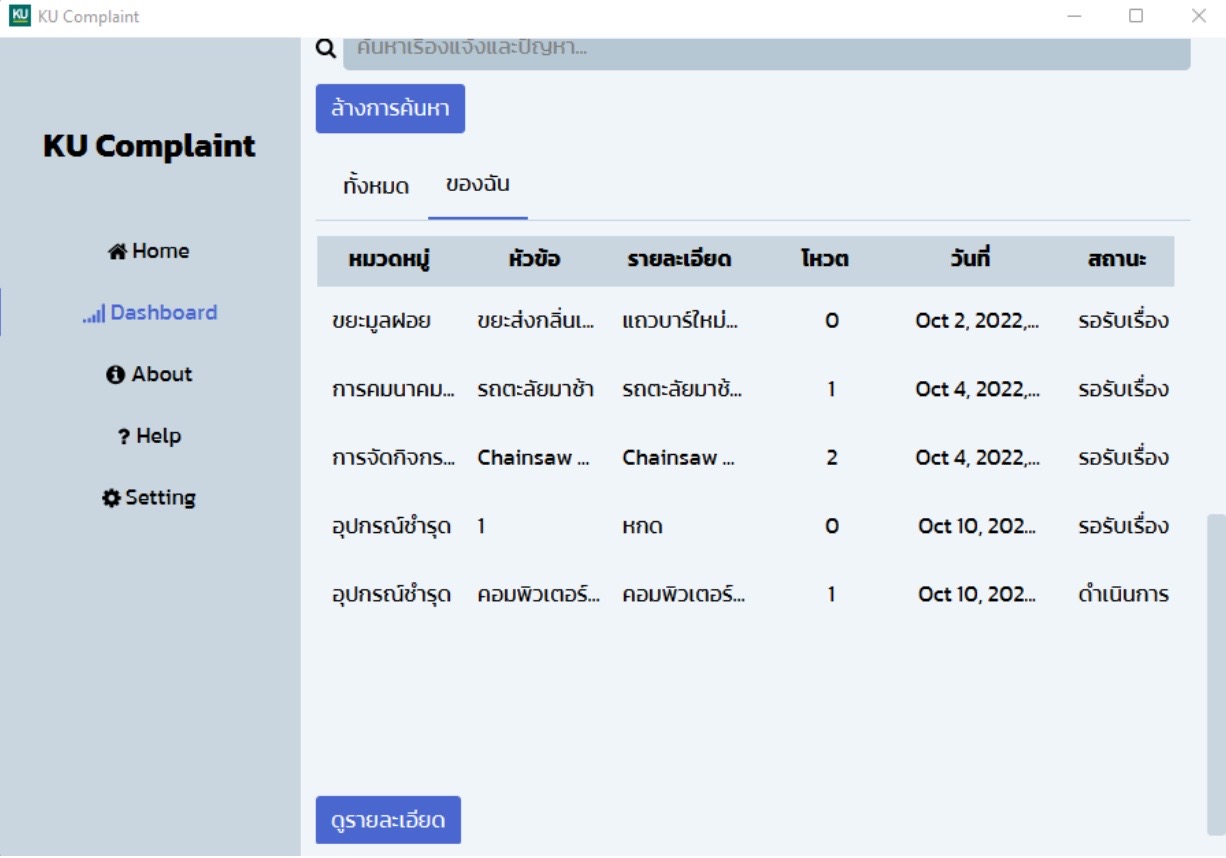 KU KU Complaint
ค้นหาเรื่องแจ้งและปัญหา...
ล้างการค้นหา
KU Complaint
ทั้งหมด ของฉัน
Home
Dashboard
About
? Help
Setting
หมวดหมู่ หัวข้อ รายละเอียด โหวต วันที่ สถานะ
ขยะมูลฝอย ขยะส่งกลิ่นเ... แถวบาร์ใหม่... 0 Oct 2, 2022,... รอรับเรื่อง
การคมนาคม... รถตะลัยมาช้า รถตะลัยมาช้... 1 Oct 4, 2022,... รอรับเรื่อง
การจัดกิจกร... Chainsaw ... Chainsaw ... 2 Oct 4, 2022,... รอรับเรื่อง
อุปกรณ์ชำรุด 1 หกด 0 Oct 10, 202... รอรับเรื่อง
อุปกรณ์ชำรุด คอมพิวเตอร์... คอมพิวเตอร์... 1 Oct 10, 202... ดำเนินการ
ดูรายละเอียด